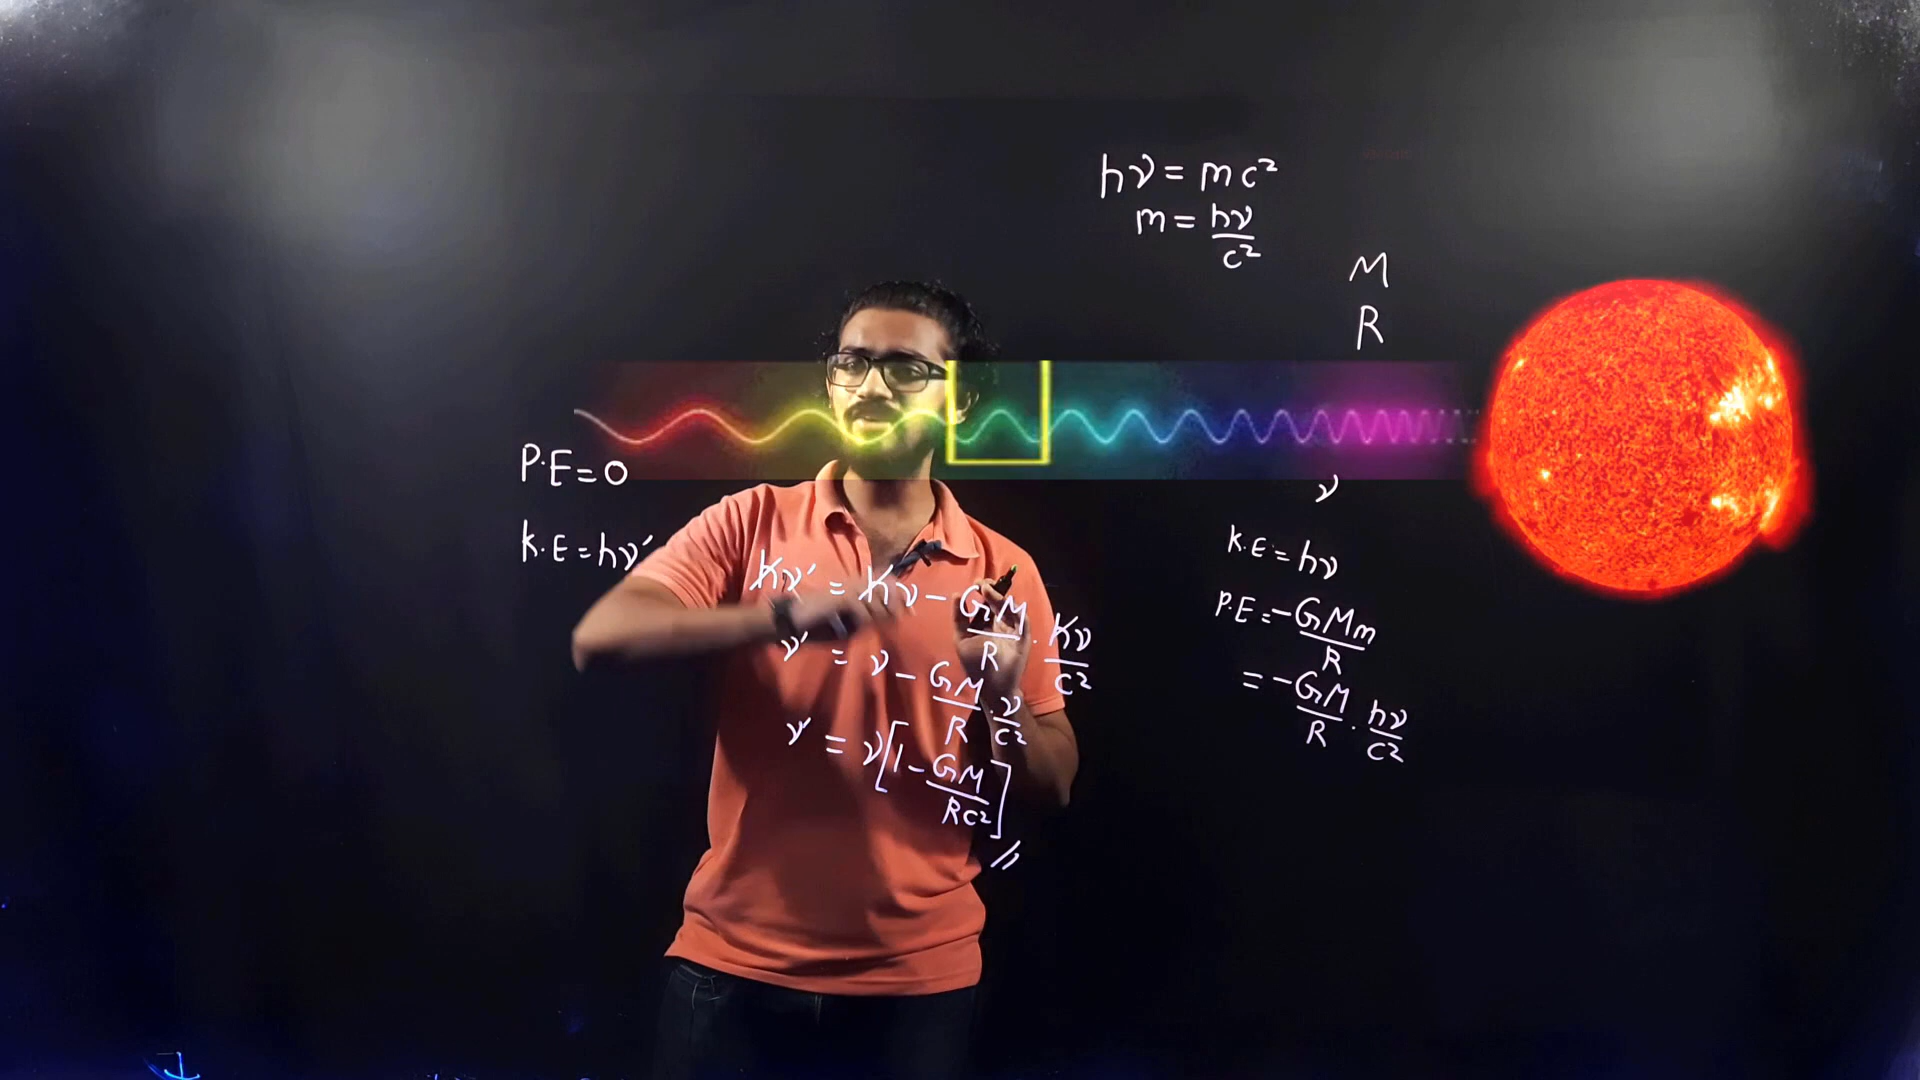 hν = mc²
m = hν/c²
M
R
P.E = 0
ν
K.E = hν′
K.E = hν
hν′ = hν − GM/R · hν/c²
P.E = −GMm/R
ν′ = ν − GM/R · ν/c²
= −GM/R · hν/c²
ν′ = ν[1 − GM/Rc²]